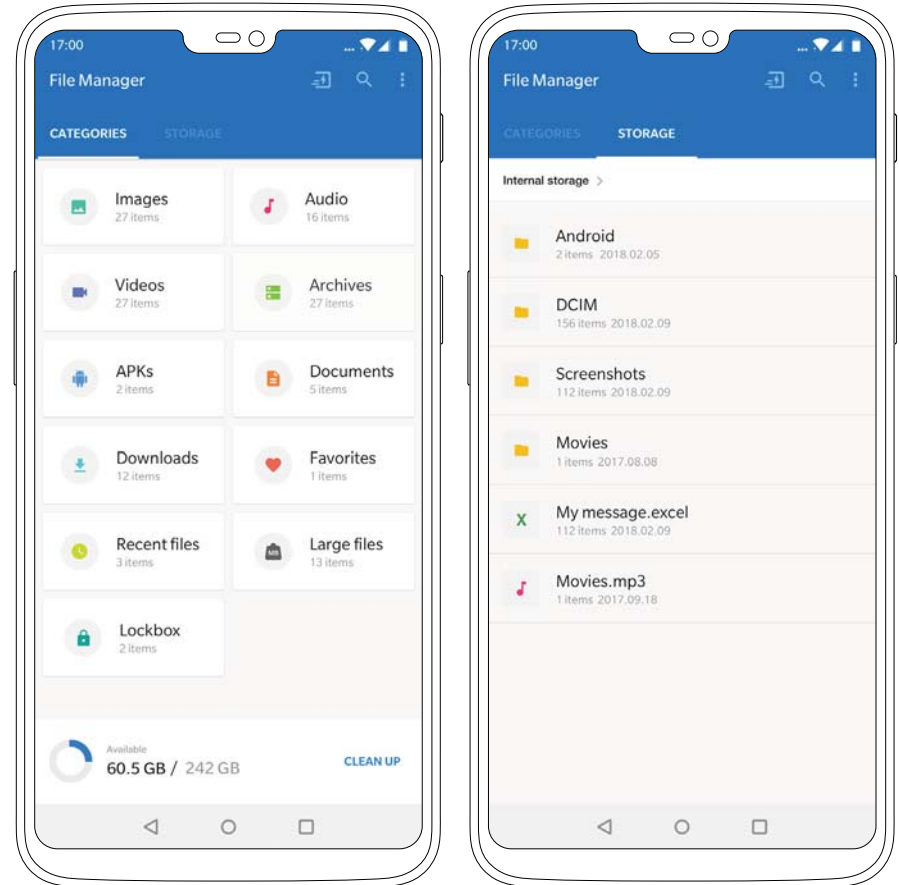 17:00
...
File Manager
CATEGORIES STORAGE
Images
27 items
Audio
16 items
Videos
27 items
Archives
27 items
APKs
2 items
Documents
5 items
Downloads
12 items
Favorites
1 items
Recent files
3 items
MB
Large files
13 items
Lockbox
2 items
Available
60.5 GB / 242 GB
CLEAN UP
17:00
...
File Manager
CATEGORIES STORAGE
Internal storage >
Android
2 items 2018.02.05
DCIM
156 items 2018.02.09
Screenshots
112 items 2018.02.09
Movies
1 items 2017.08.08
X
My message.excel
112 items 2018.02.09
Movies.mp3
1 items 2017.09.18